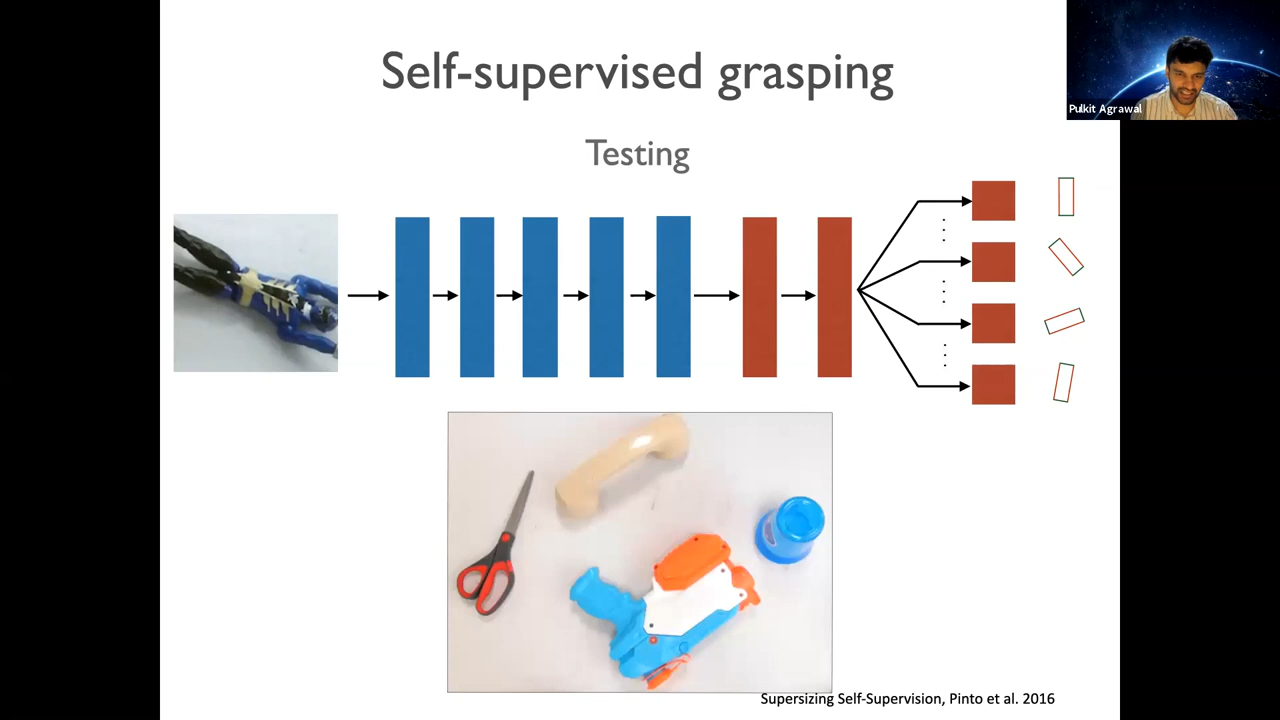 Self-supervised grasping
Pulkit Agrawal
Testing
Supersizing Self-Supervision, Pinto et al. 2016